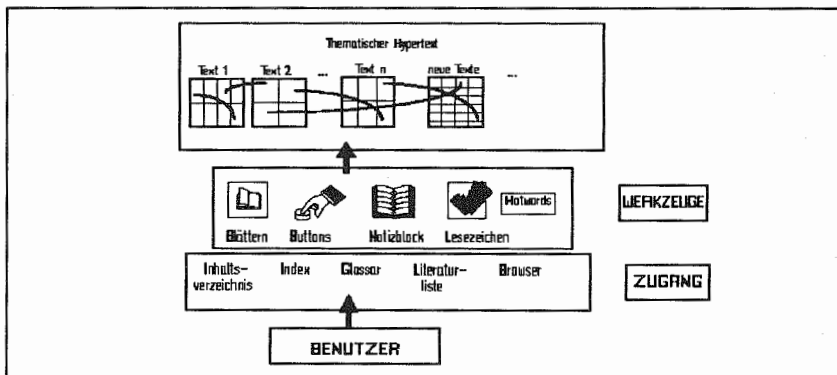 Thematischer Hypertext
Text 1
Text 2
...
Text n
neue Texte
...
Hotwords
WERKZEUGE
Blättern
Buttons
Notizblock
Lesezeichen
Inhalts-
verzeichnis
Index
Glossar
Literatur-
liste
Browser
ZUGANG
BENUTZER